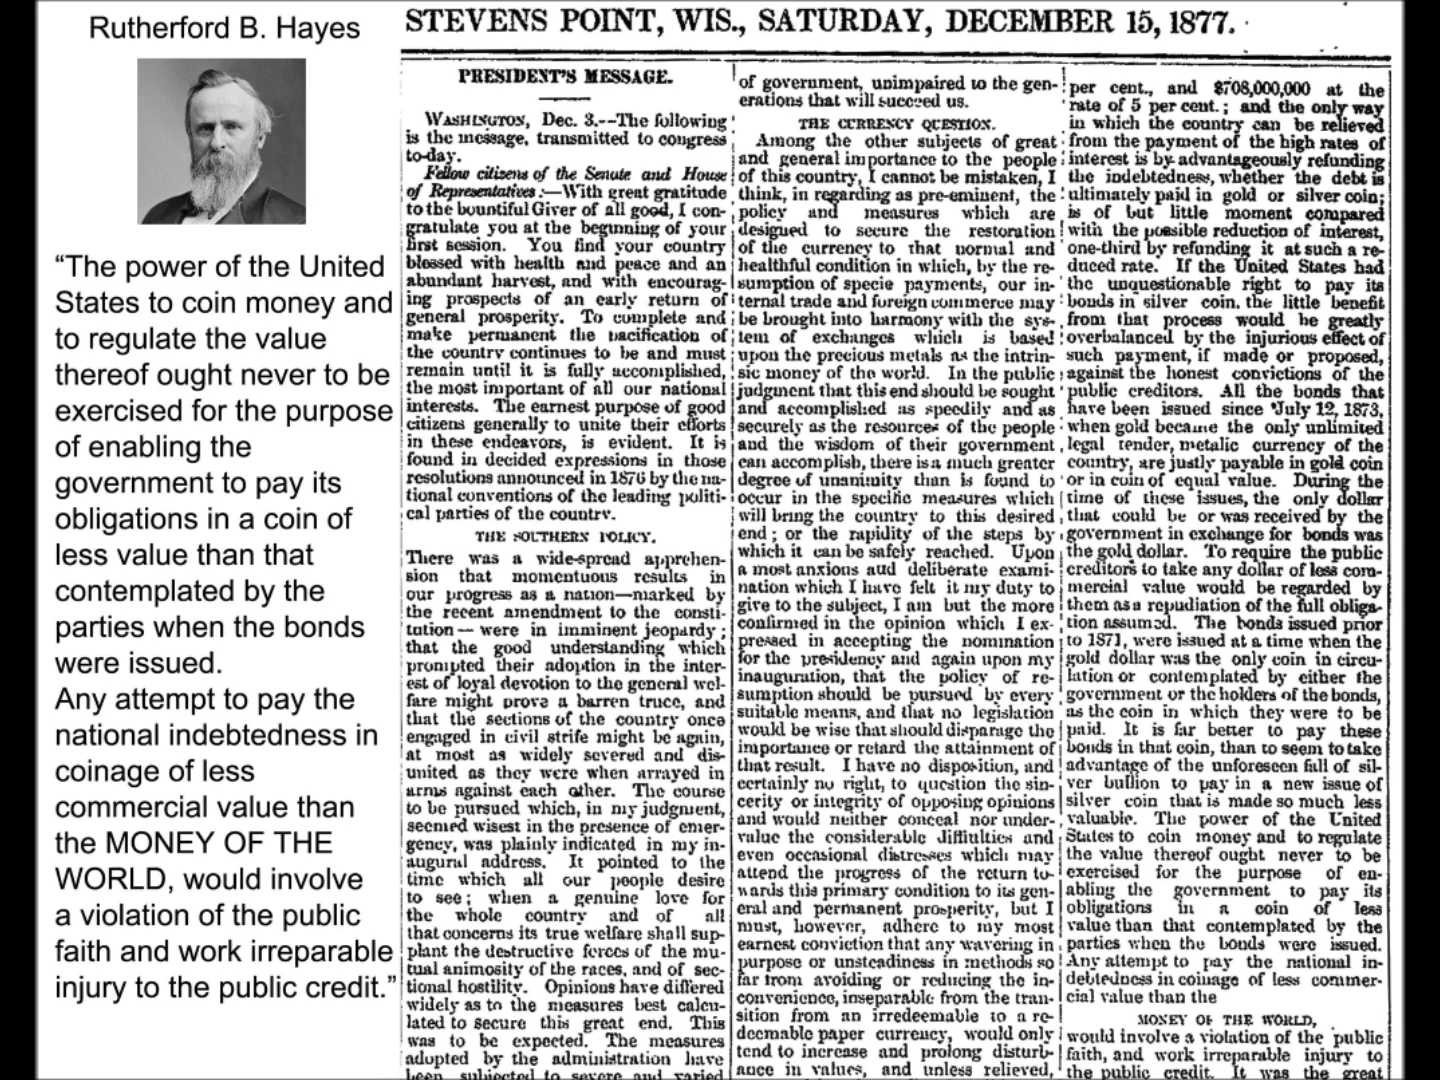 Rutherford B. Hayes
“The power of the United
States to coin money and
to regulate the value
thereof ought never to be
exercised for the purpose
of enabling the
government to pay its
obligations in a coin of
less value than that
contemplated by the
parties when the bonds
were issued.
Any attempt to pay the
national indebtedness in
coinage of less
commercial value than
the MONEY OF THE
WORLD, would involve
a violation of the public
faith and work irreparable
injury to the public credit.”
STEVENS POINT, WIS., SATURDAY, DECEMBER 15, 1877.
PRESIDENT'S MESSAGE.
WASHINGTON, Dec. 3.--The following
is the message, transmitted to congress
to-day.
Fellow citizens of the Senate and House
of Representatives:—With great gratitude
to the bountiful Giver of all good, I con-
gratulate you at the beginning of your
first session. You find your country
blessed with health and peace and an
abundant harvest, and with encourag-
ing prospects of an early return of
general prosperity. To complete and
make permanent the pacification of
the country continues to be and must
remain until it is fully accomplished,
the most important of all our national
interests. The earnest purpose of good
citizens generally to unite their efforts
in these endeavors, is evident. It is
found in decided expressions in those
resolutions announced in 1876 by the na-
tional conventions of the leading politi-
cal parties of the country.
THE SOUTHERN POLICY.
There was a wide-spread apprehen-
sion that momentuous results in
our progress as a nation—marked by
the recent amendment to the consti-
tution—were in imminent jeopardy;
that the good understanding which
prompted their adoption in the inter-
est of loyal devotion to the general wel-
fare might prove a barren truce, and
that the sections of the country once
engaged in civil strife might be again,
at most as widely severed and dis-
united as they were when arrayed in
arms against each other. The course
to be pursued which, in my judgment,
seemed wisest in the presence of emer-
gency, was plainly indicated in my in-
augural address. It pointed to the
time which all our people desire
to see; when a genuine love for
the whole country and of all
that concerns its true welfare shall sup-
plant the destructive forces of the mu-
tual animosity of the races, and of sec-
tional hostility. Opinions have differed
widely as to the measures best calcu-
lated to secure this great end. This
was to be expected. The measures
adopted by the administration have
been subjected to severe and varied
of government, unimpaired to the gen-
erations that will succeed us.
THE CURRENCY QUESTION.
Among the other subjects of great
and general importance to the people
of this country, I cannot be mistaken, I
think, in regarding as pre-eminent, the
policy and measures which are
designed to secure the restoration
of the currency to that normal and
healthful condition in which, by the re-
sumption of specie payments, our in-
ternal trade and foreign commerce may
be brought into harmony with the sys-
tem of exchanges which is based
upon the precious metals as the intrin-
sic money of the world. In the public
judgment that this end should be sought
and accomplished as speedily and as
securely as the resources of the people
and the wisdom of their government
can accomplish, there is a much greater
degree of unanimity than is found to
occur in the specific measures which
will bring the country to this desired
end; or the rapidity of the steps by
which it can be safely reached. Upon
a most anxious and deliberate exami-
nation which I have felt it my duty to
give to the subject, I am but the more
confirmed in the opinion which I ex-
pressed in accepting the nomination
for the presidency and again upon my
inauguration, that the policy of re-
sumption should be pursued by every
suitable means, and that no legislation
would be wise that should disparage the
importance or retard the attainment of
that result. I have no disposition, and
certainly no right, to question the sin-
cerity or integrity of opposing opinions
and would neither conceal nor under-
value the considerable difflulties and
even occasional distresses which may
attend the progress of the return to-
wards this primary condition to its gen-
eral and permanent prosperity, but I
must, however, adhere to my most
earnest conviction that any wavering in
purpose or unsteadiness in methods so
far from avoiding or reducing the in-
convenience, inseparable from the tran-
sition from an irredeemable to a re-
deemable paper currency, would only
tend to increase and prolong disturb-
ance in values, and unless relieved,
per cent., and $708,000,000 at the
rate of 5 per cent.; and the only way
in which the country can be relieved
from the payment of the high rates of
interest is by advantageously refunding
the indebtedness, whether the debt is
ultimately paid in gold or silver coin;
is of but little moment compared
with the possible reduction of interest,
one-third by refunding it at such a re-
duced rate. If the United States had
the unquestionable right to pay its
bonds in silver coin, the little benefit
from that process would be greatly
overbalanced by the injurious effect of
such payment, if made or proposed,
against the honest convictions of the
public creditors. All the bonds that
have been issued since July 12, 1873,
when gold became the only unlimited
legal tender, metalic currency of the
country, are justly payable in gold coin
or in coin of equal value. During the
time of these issues, the only dollar
that could be or was received by the
government in exchange for bonds was
the gold dollar. To require the public
creditors to take any dollar of less com-
mercial value would be regarded by
them as a repudiation of the full obliga-
tion assumed. The bonds issued prior
to 1871, were issued at a time when the
gold dollar was the only coin in circu-
lation or contemplated by either the
government or the holders of the bonds,
as the coin in which they were to be
paid. It is far better to pay these
bonds in that coin, than to seem to take
advantage of the unforeseen fall of sil-
ver bullion to pay in a new issue of
silver coin that is made so much less
valuable. The power of the United
States to coin money and to regulate
the value thereof ought never to be
exercised for the purpose of en-
abling the government to pay its
obligations in a coin of less
value than that contemplated by the
parties when the bonds were issued.
Any attempt to pay the national in-
debtedness in coinage of less commer-
cial value than the
MONEY OF THE WORLD,
would involve a violation of the public
faith, and work irreparable injury to
the public credit. It was the great